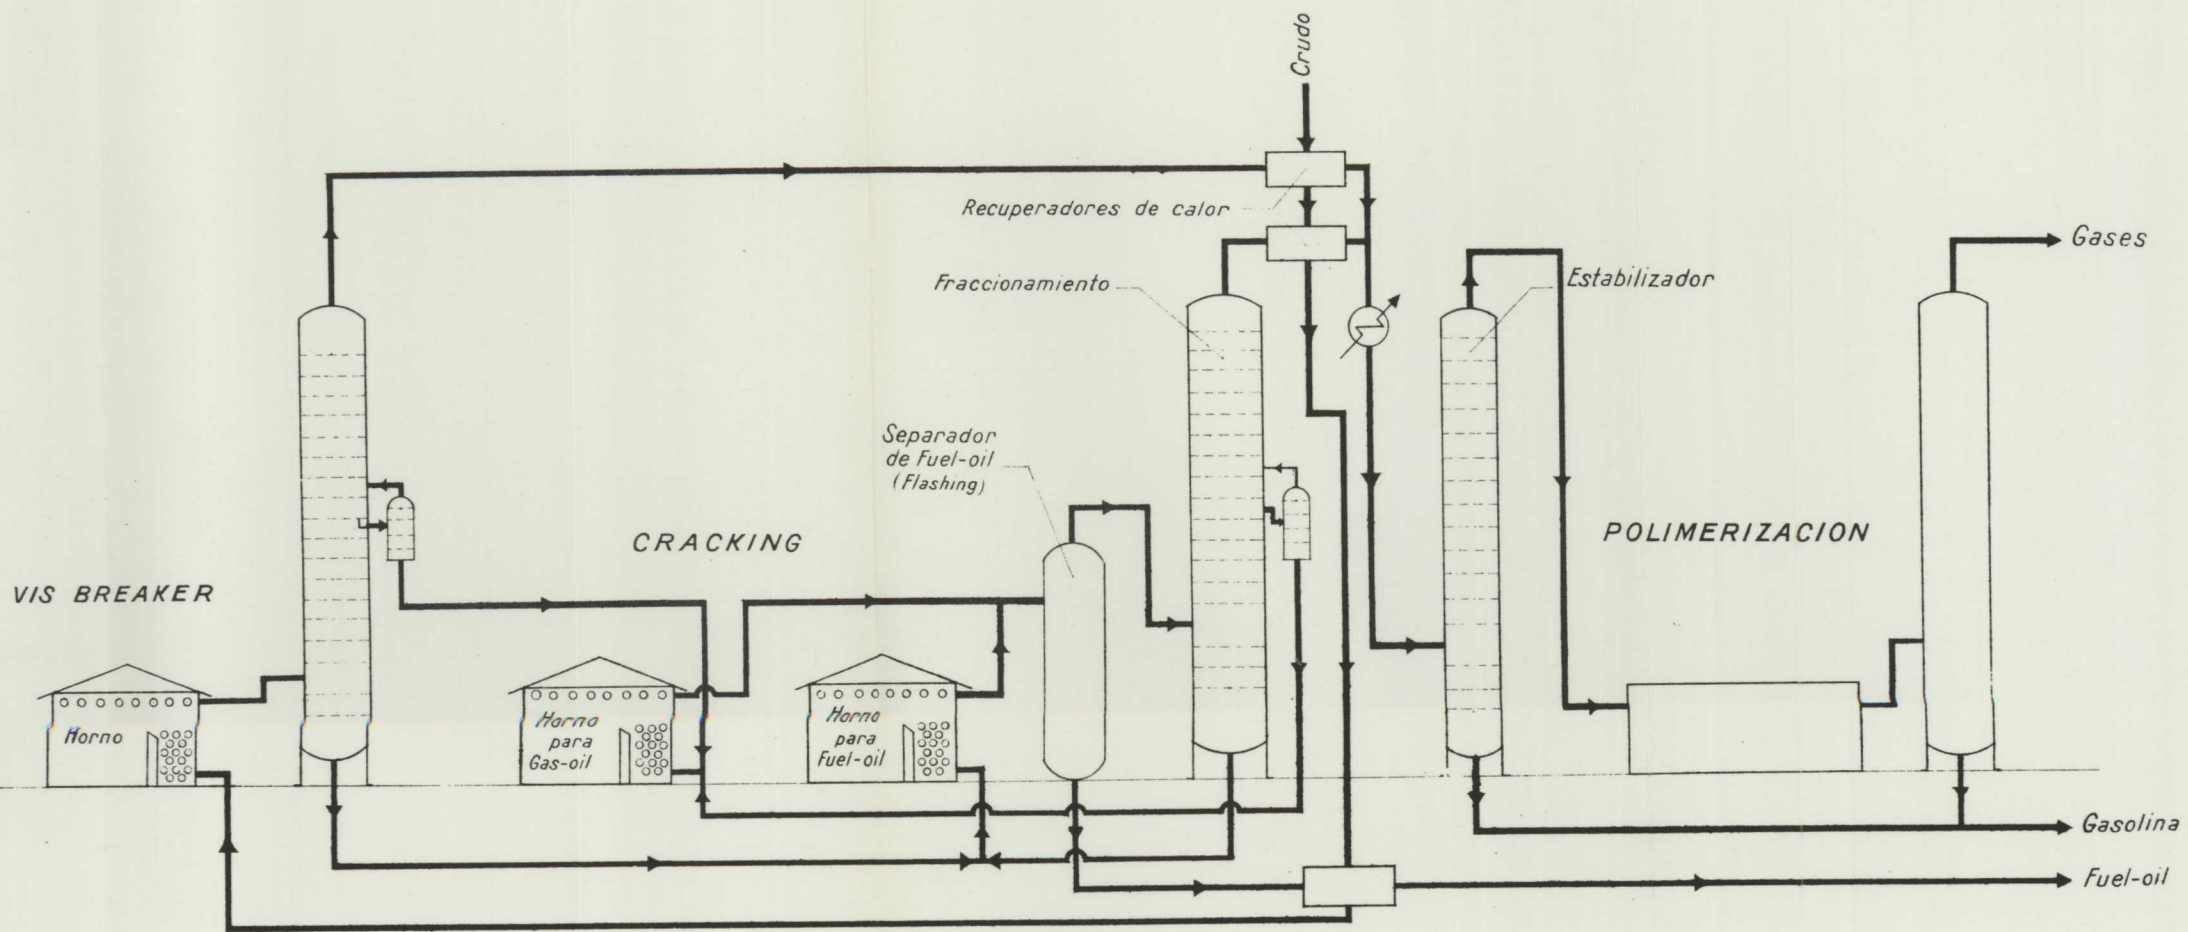 Crudo
Recuperadores de calor
Gases
Fraccionamiento
Estabilizador
Separador
de Fuel-oil
(Flashing)
CRACKING
POLIMERIZACION
VIS BREAKER
Horno
Horno
para
Gas-oil
Horno
para
Fuel-oil
Gasolina
Fuel-oil